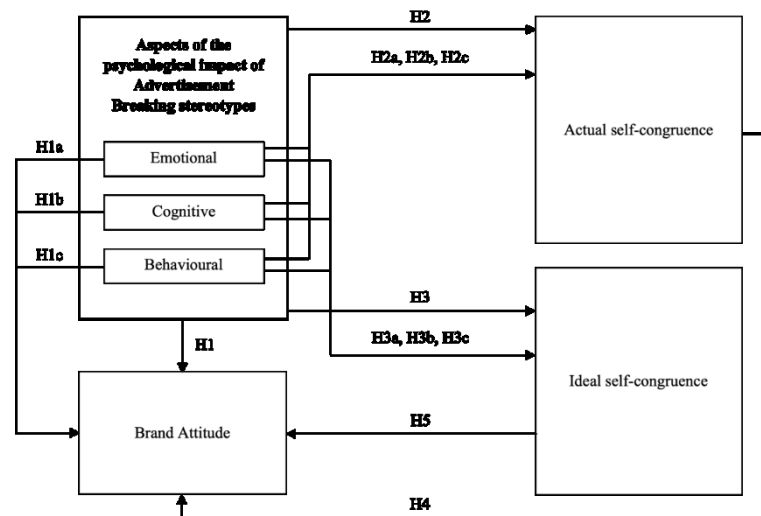 H2
Aspects of the
psychological impact of
Advertisement
Breaking stereotypes
H2a, H2b, H2c
Actual self-congruence
H1a
Emotional
H1b
Cognitive
H1c
Behavioural
H3
H1
H3a, H3b, H3c
Ideal self-congruence
Brand Attitude
H5
H4